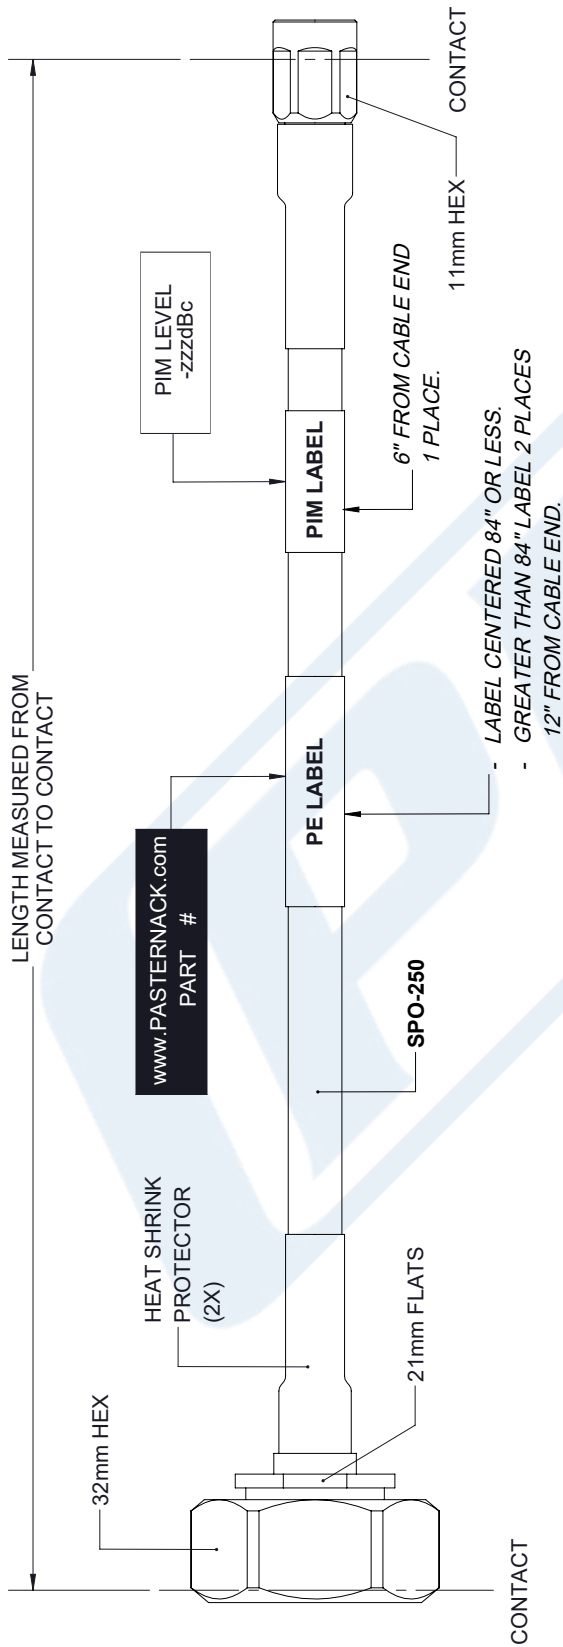 LENGTH MEASURED FROM
CONTACT TO CONTACT
32mm HEX
HEAT SHRINK
PROTECTOR
(2X)
www.PASTERNACK.com
PART #
PIM LEVEL
-zzzdBc
PE LABEL
PIM LABEL
SPO-250
21mm FLATS
6" FROM CABLE END
1 PLACE.
11mm HEX
CONTACT
CONTACT
- LABEL CENTERED 84" OR LESS.
- GREATER THAN 84" LABEL 2 PLACES
12" FROM CABLE END.